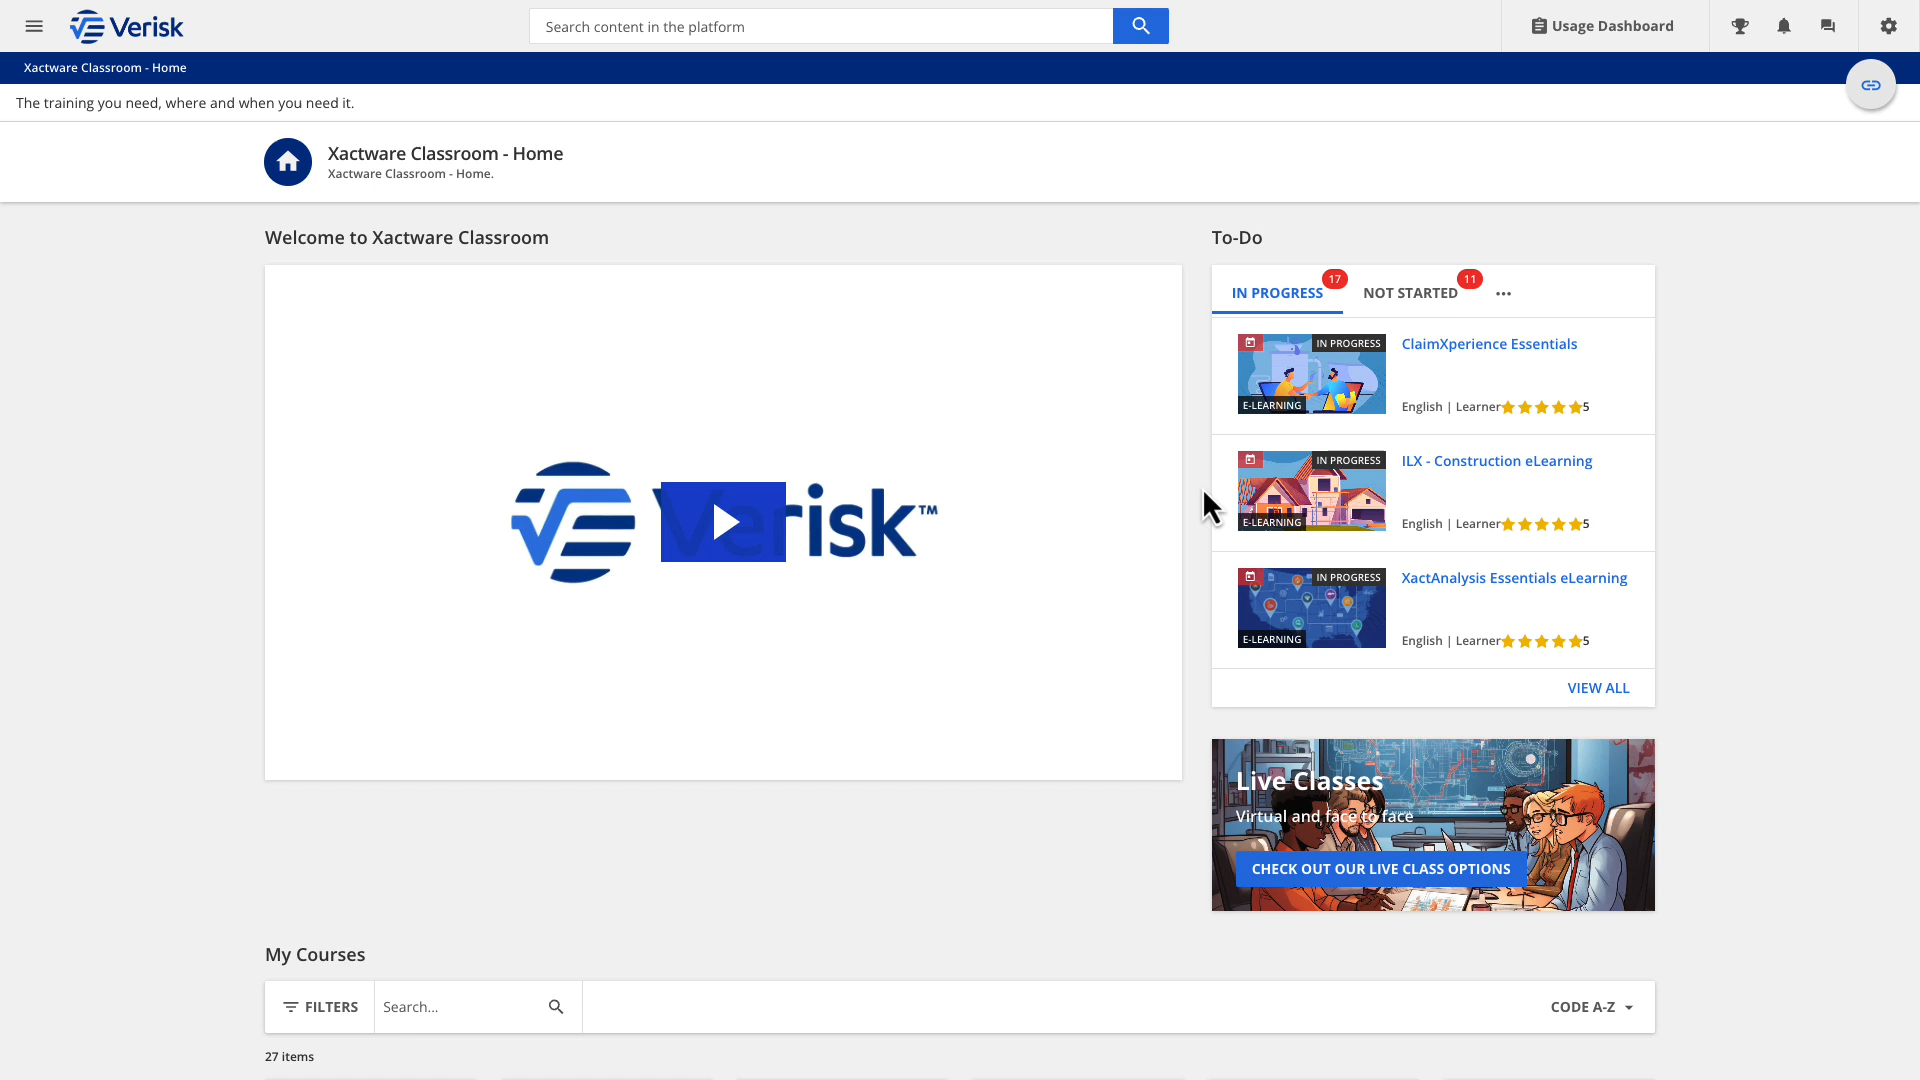 Verisk
Search content in the platform
Usage Dashboard
Xactware Classroom - Home
The training you need, where and when you need it.
Xactware Classroom - Home
Xactware Classroom - Home.
Welcome to Xactware Classroom
To-Do
IN PROGRESS
17
NOT STARTED
11
IN PROGRESS
E-LEARNING
ClaimXperience Essentials
English | Learner
5
IN PROGRESS
E-LEARNING
ILX - Construction eLearning
English | Learner
5
IN PROGRESS
E-LEARNING
XactAnalysis Essentials eLearning
English | Learner
5
VIEW ALL
Verisk™
Live Classes
Virtual and face to face
CHECK OUT OUR LIVE CLASS OPTIONS
My Courses
FILTERS
Search...
CODE A-Z
27 items